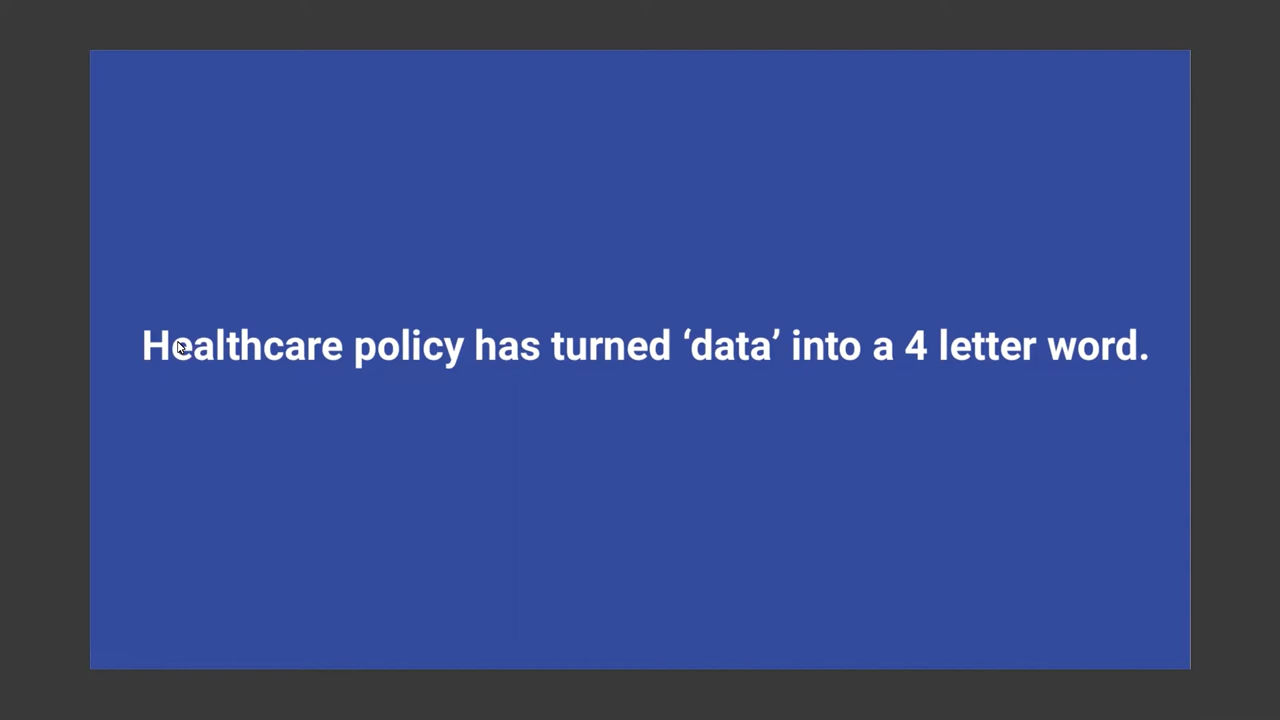 Healthcare policy has turned ‘data’ into a 4 letter word.